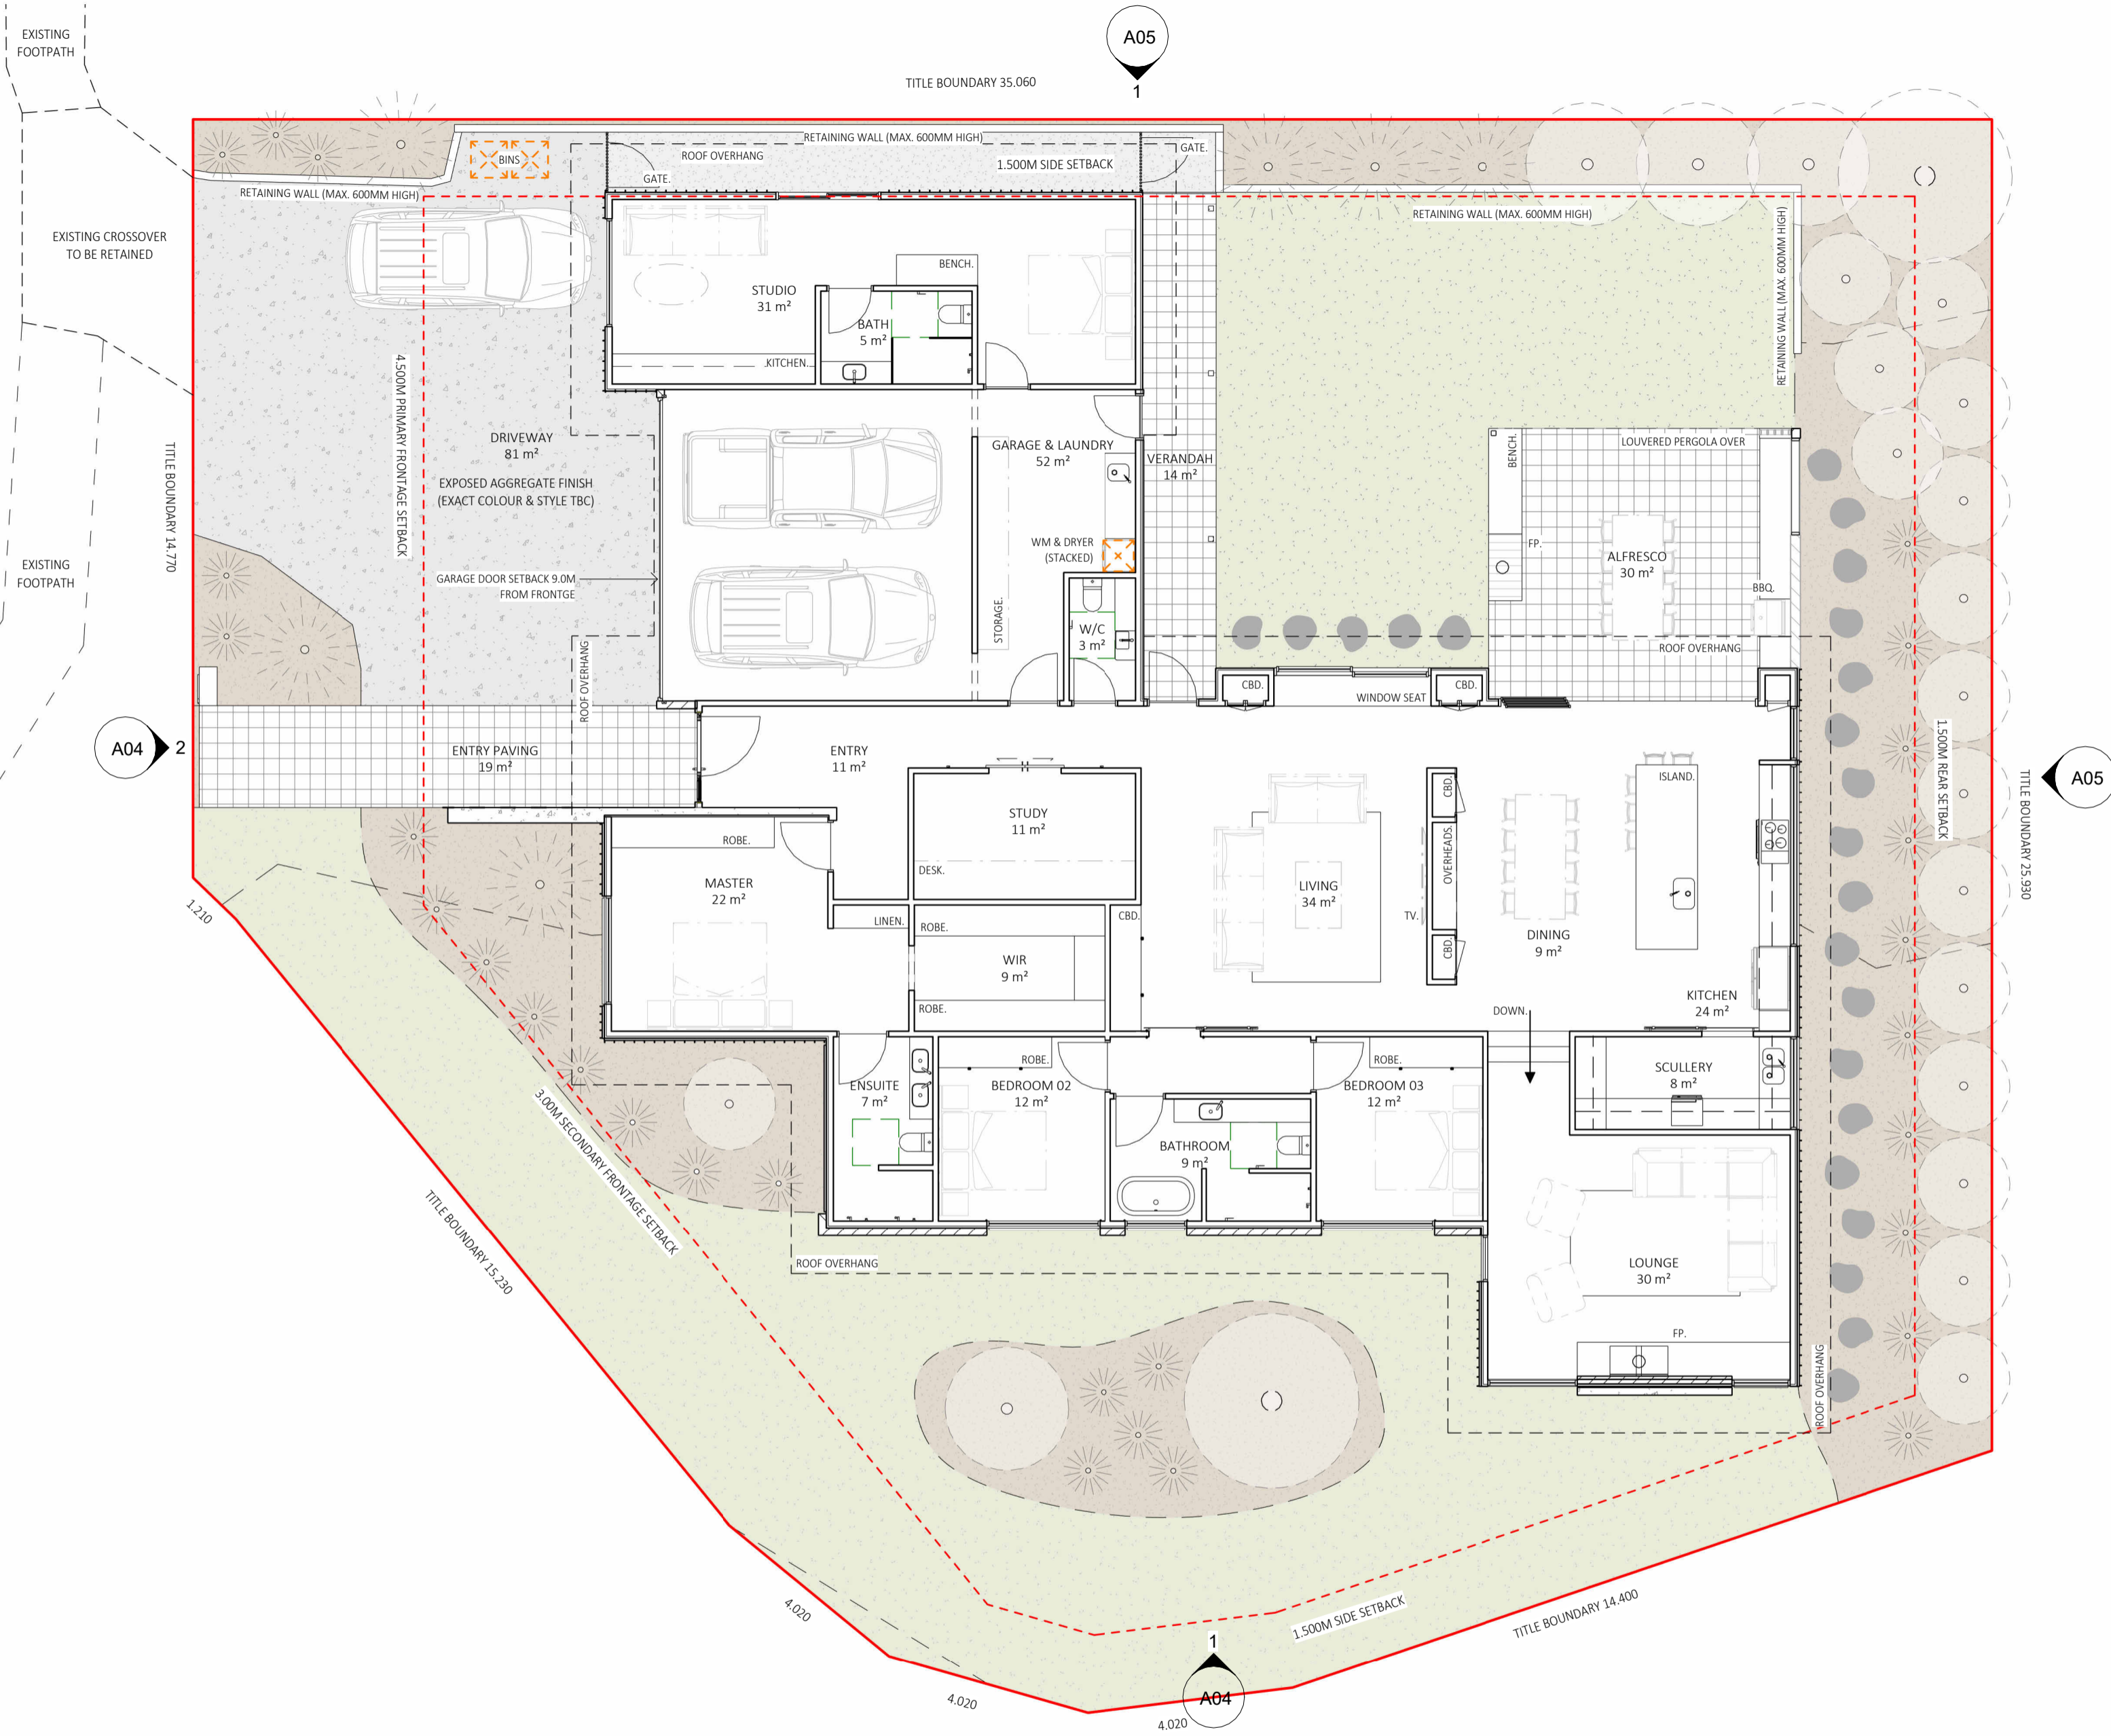 EXISTING
FOOTPATH
A05
1
TITLE BOUNDARY 35.060
BINS
RETAINING WALL (MAX. 600MM HIGH)
ROOF OVERHANG
1.500M SIDE SETBACK
GATE.
GATE.
RETAINING WALL (MAX. 600MM HIGH)
RETAINING WALL (MAX. 600MM HIGH)
RETAINING WALL (MAX. 600MM HIGH)
EXISTING CROSSOVER
TO BE RETAINED
BENCH.
STUDIO
31 m²
BATH
5 m²
KITCHEN.
4.500M PRIMARY FRONTAGE SETBACK
TITLE BOUNDARY 14.770
DRIVEWAY
81 m²
EXPOSED AGGREGATE FINISH
(EXACT COLOUR & STYLE TBC)
GARAGE & LAUNDRY
52 m²
VERANDAH
14 m²
BENCH.
LOUVERED PERGOLA OVER
EXISTING
FOOTPATH
GARAGE DOOR SETBACK 9.0M
FROM FRONTGE
WM & DRYER
(STACKED)
STORAGE.
W/C
3 m²
FP.
ALFRESCO
30 m²
BBQ.
ROOF OVERHANG
ROOF OVERHANG
CBD.
WINDOW SEAT
CBD.
A04
2
ENTRY PAVING
19 m²
ENTRY
11 m²
ISLAND.
1.500M REAR SETBACK
TITLE BOUNDARY 25.930
A05
STUDY
11 m²
DESK.
ROBE.
MASTER
22 m²
LINEN.
ROBE.
WIR
9 m²
ROBE.
CBD.
LIVING
34 m²
TV.
CBD.
OVERHEADS.
CBD.
DINING
9 m²
KITCHEN
24 m²
DOWN.
1.210
ROBE.
ROBE.
ENSUITE
7 m²
BEDROOM 02
12 m²
BATHROOM
9 m²
BEDROOM 03
12 m²
SCULLERY
8 m²
3.00M SECONDARY FRONTAGE SETBACK
TITLE BOUNDARY 15.230
ROOF OVERHANG
LOUNGE
30 m²
FP.
ROOF OVERHANG
4.020
4.020
4.020
1
A04
1.500M SIDE SETBACK
TITLE BOUNDARY 14.400